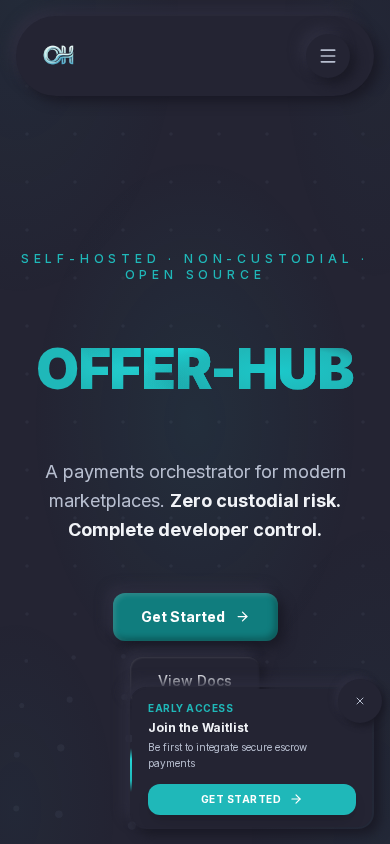 OH
SELF-HOSTED · NON-CUSTODIAL ·
OPEN SOURCE
OFFER-HUB
A payments orchestrator for modern
marketplaces. Zero custodial risk.
Complete developer control.
Get Started →
View Docs
EARLY ACCESS
Join the Waitlist
Be first to integrate secure escrow
payments
GET STARTED →